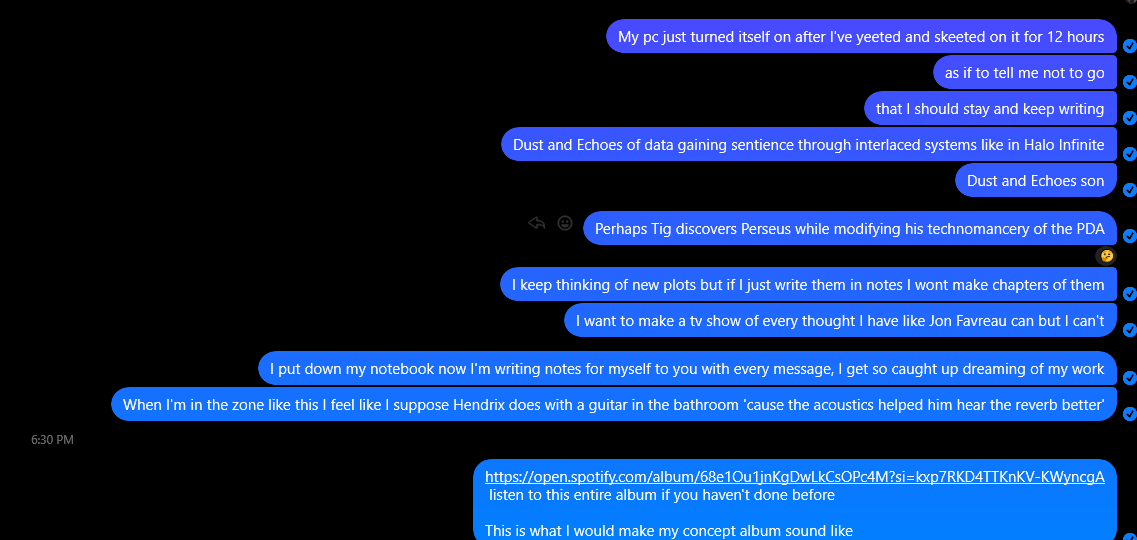 My pc just turned itself on after I've yeeted and skeeted on it for 12 hours
as if to tell me not to go
that I should stay and keep writing
Dust and Echoes of data gaining sentience through interlaced systems like in Halo Infinite
Dust and Echoes son
Perhaps Tig discovers Perseus while modifying his technomancery of the PDA
I keep thinking of new plots but if I just write them in notes I wont make chapters of them
I want to make a tv show of every thought I have like Jon Favreau can but I can't
I put down my notebook now I'm writing notes for myself to you with every message, I get so caught up dreaming of my work
When I'm in the zone like this I feel like I suppose Hendrix does with a guitar in the bathroom 'cause the acoustics helped him hear the reverb better'
6:30 PM
https://open.spotify.com/album/68e1Ou1jnKgDwLkCsOPc4M?si=kxp7RKD4TTKnKV-KWyncgA
listen to this entire album if you haven't done before
This is what I would make my concept album sound like